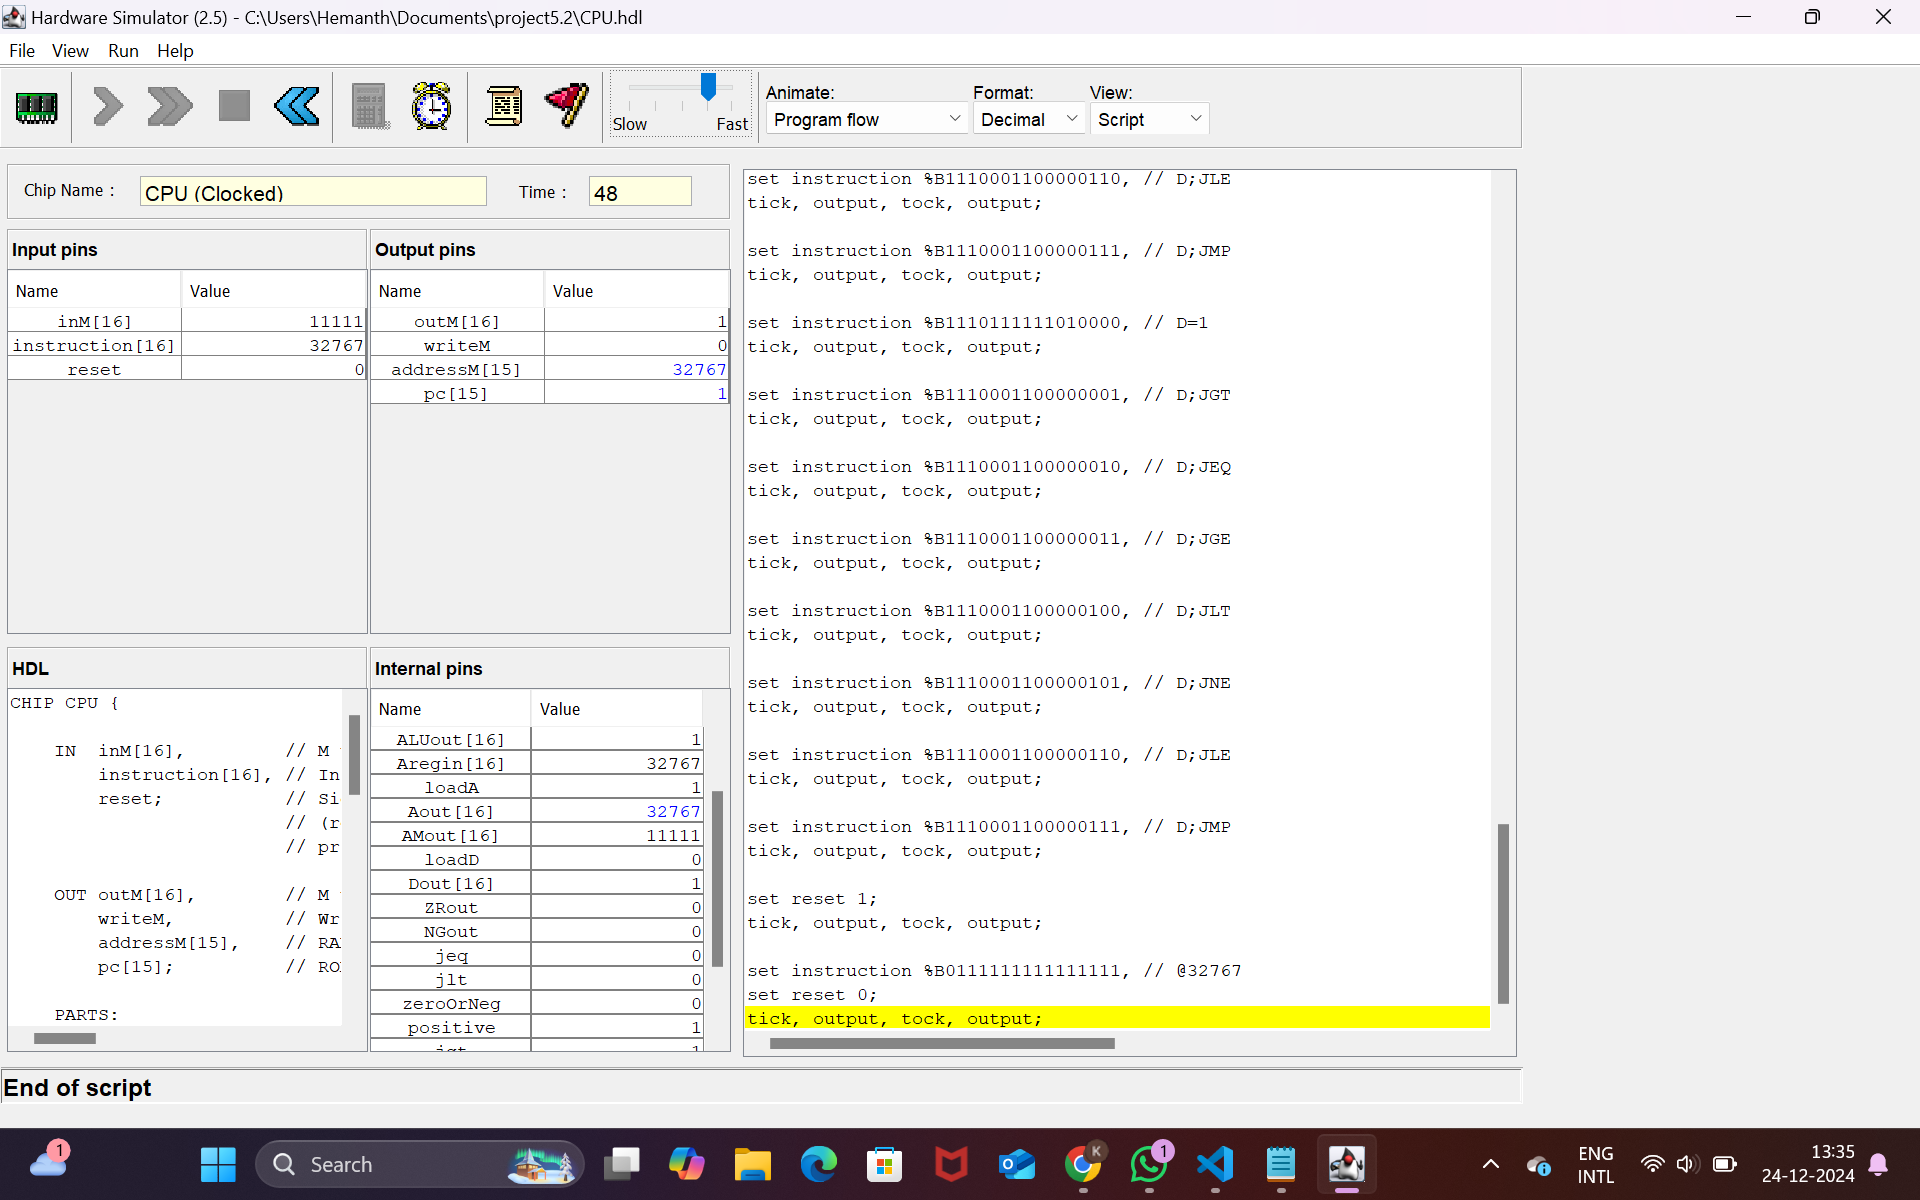 Hardware Simulator (2.5) - C:\Users\Hemanth\Documents\project5.2\CPU.hdl
File View Run Help
Slow Fast
Animate: Format: View:
Program flow Decimal Script
Chip Name : CPU (Clocked) Time : 48
Input pins
Name Value
inM[16] 11111
instruction[16] 32767
reset 0
Output pins
Name Value
outM[16] 1
writeM 0
addressM[15] 32767
pc[15] 1
HDL
CHIP CPU {
IN inM[16], // M
instruction[16], // In
reset; // Si
// (r
// pr
OUT outM[16], // M
writeM, // Wr
addressM[15], // RA
pc[15]; // RO
PARTS:
Internal pins
Name Value
ALUout[16] 1
Aregin[16] 32767
loadA 1
Aout[16] 32767
AMout[16] 11111
loadD 0
Dout[16] 1
ZRout 0
NGout 0
jeq 0
jlt 0
zeroOrNeg 0
positive 1
jgt 1
set instruction %B1110001100000110, // D;JLE
tick, output, tock, output;
set instruction %B1110001100000111, // D;JMP
tick, output, tock, output;
set instruction %B1110111111010000, // D=1
tick, output, tock, output;
set instruction %B1110001100000001, // D;JGT
tick, output, tock, output;
set instruction %B1110001100000010, // D;JEQ
tick, output, tock, output;
set instruction %B1110001100000011, // D;JGE
tick, output, tock, output;
set instruction %B1110001100000100, // D;JLT
tick, output, tock, output;
set instruction %B1110001100000101, // D;JNE
tick, output, tock, output;
set instruction %B1110001100000110, // D;JLE
tick, output, tock, output;
set instruction %B1110001100000111, // D;JMP
tick, output, tock, output;
set reset 1;
tick, output, tock, output;
set instruction %B0111111111111111, // @32767
set reset 0;
tick, output, tock, output;
End of script
1
Search
K
1
ENG
INTL
13:35
24-12-2024